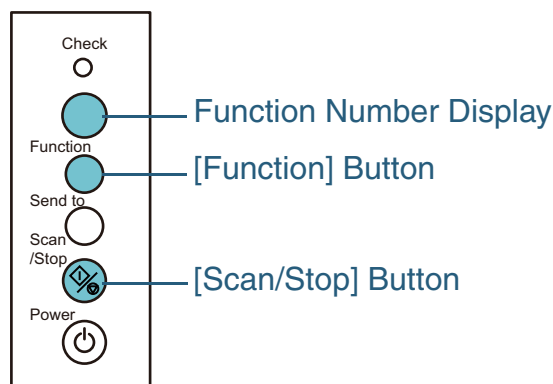 Check
Function Number Display
Function
[Function] Button
Send to
Scan
/Stop
[Scan/Stop] Button
Power